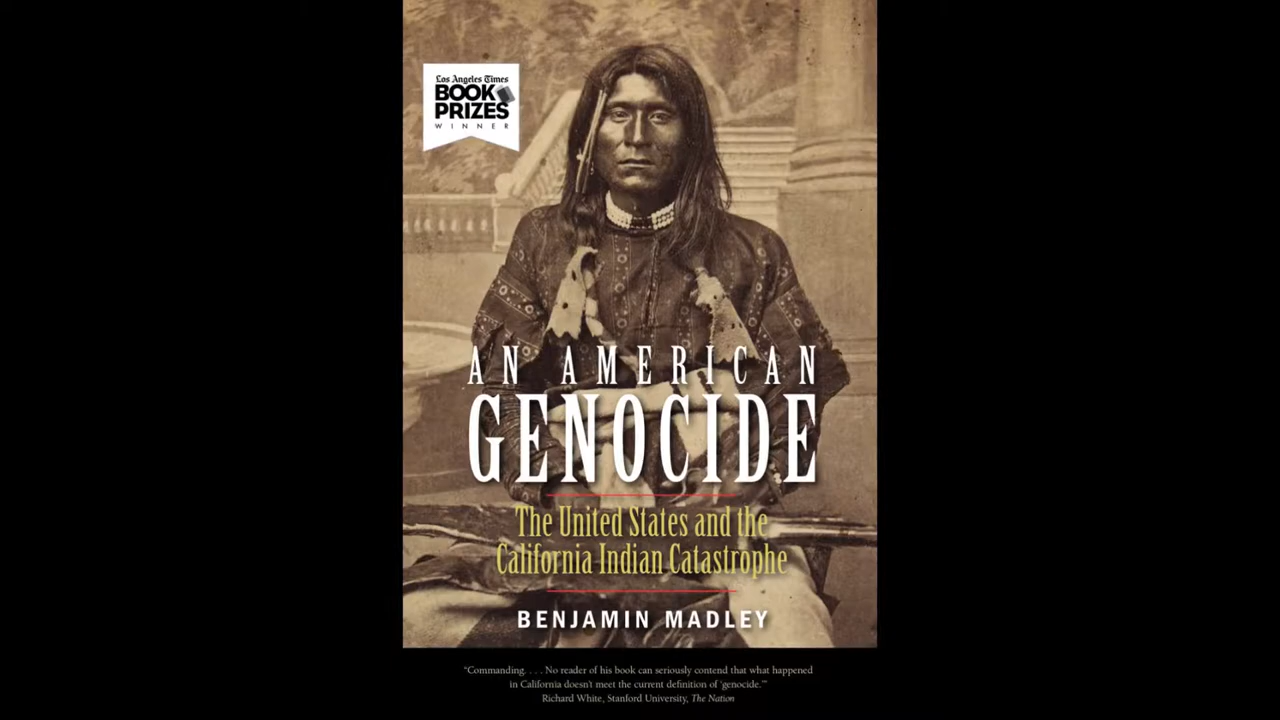 Los Angeles Times
BOOK
PRIZES
WINNER
AN AMERICAN
GENOCIDE
The United States and the
California Indian Catastrophe
BENJAMIN MADLEY
“Commanding. . . . No reader of his book can seriously contend that what happened
in California doesn’t meet the current definition of ‘genocide.’”
Richard White, Stanford University, The Nation